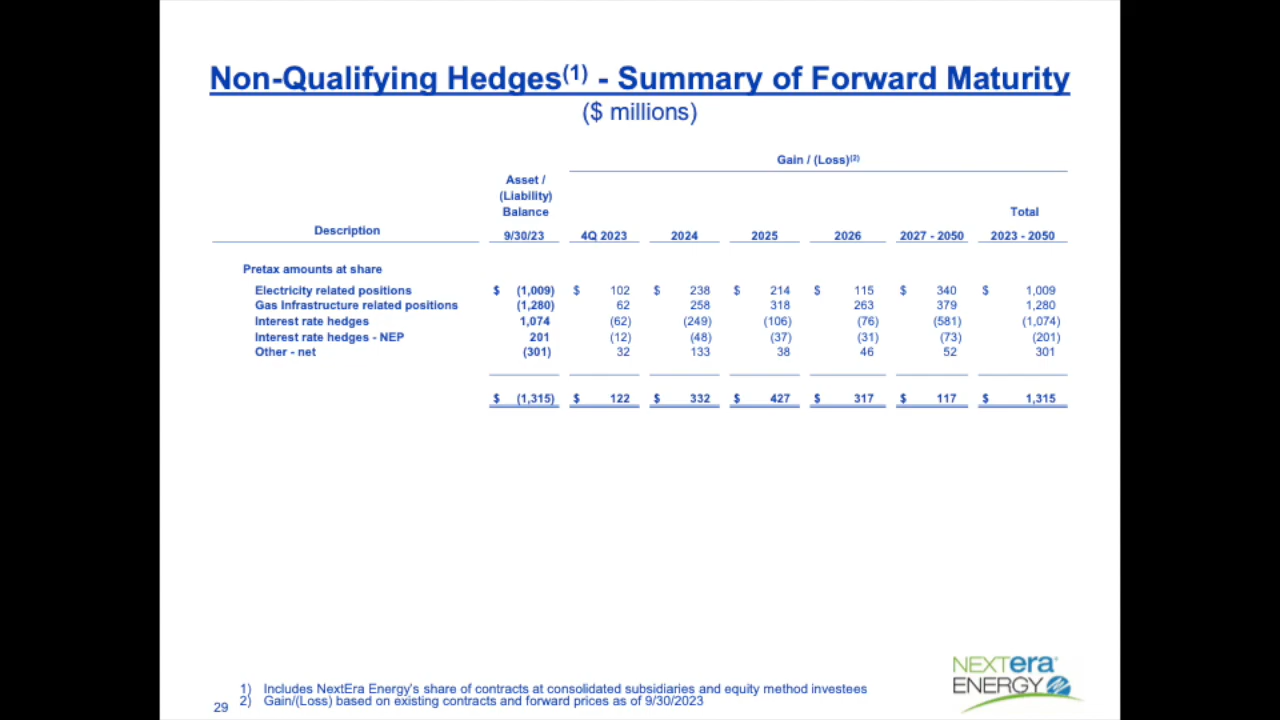 Non-Qualifying Hedges(1) - Summary of Forward Maturity
($ millions)
Gain / (Loss)(2)
Asset /
(Liability)
Balance Total
Description 9/30/23 4Q 2023 2024 2025 2026 2027 - 2050 2023 - 2050
Pretax amounts at share
Electricity related positions $ (1,009) $ 102 $ 238 $ 214 $ 115 $ 340 $ 1,009
Gas Infrastructure related positions (1,280) 62 258 318 263 379 1,280
Interest rate hedges 1,074 (62) (249) (106) (76) (581) (1,074)
Interest rate hedges - NEP 201 (12) (48) (37) (31) (73) (201)
Other - net (301) 32 133 38 46 52 301
$ (1,315) $ 122 $ 332 $ 427 $ 317 $ 117 $ 1,315
NEXTera
ENERGY
1) Includes NextEra Energy's share of contracts at consolidated subsidiaries and equity method investees
2) Gain/(Loss) based on existing contracts and forward prices as of 9/30/2023
29